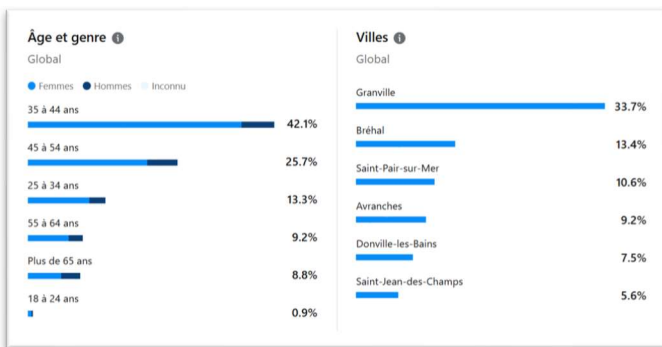 Âge et genre
Global
Femmes Hommes Inconnu
35 à 44 ans
42.1%
45 à 54 ans
25.7%
25 à 34 ans
13.3%
55 à 64 ans
9.2%
Plus de 65 ans
8.8%
18 à 24 ans
0.9%
Villes
Global
Granville
33.7%
Bréhal
13.4%
Saint-Pair-sur-Mer
10.6%
Avranches
9.2%
Donville-les-Bains
7.5%
Saint-Jean-des-Champs
5.6%